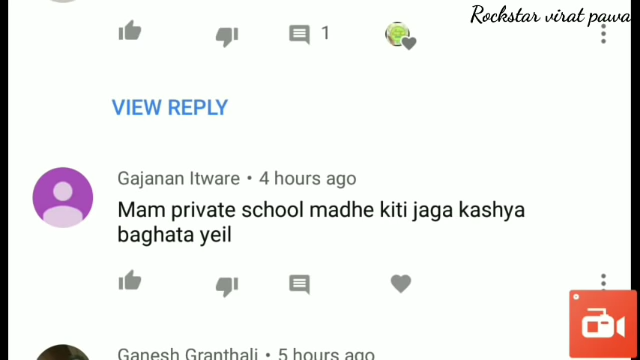 Rockstar virat pawa
1
VIEW REPLY
Gajanan Itware • 4 hours ago
Mam private school madhe kiti jaga kashya
baghata yeil
Ganesh Granthali • 5 hours ago